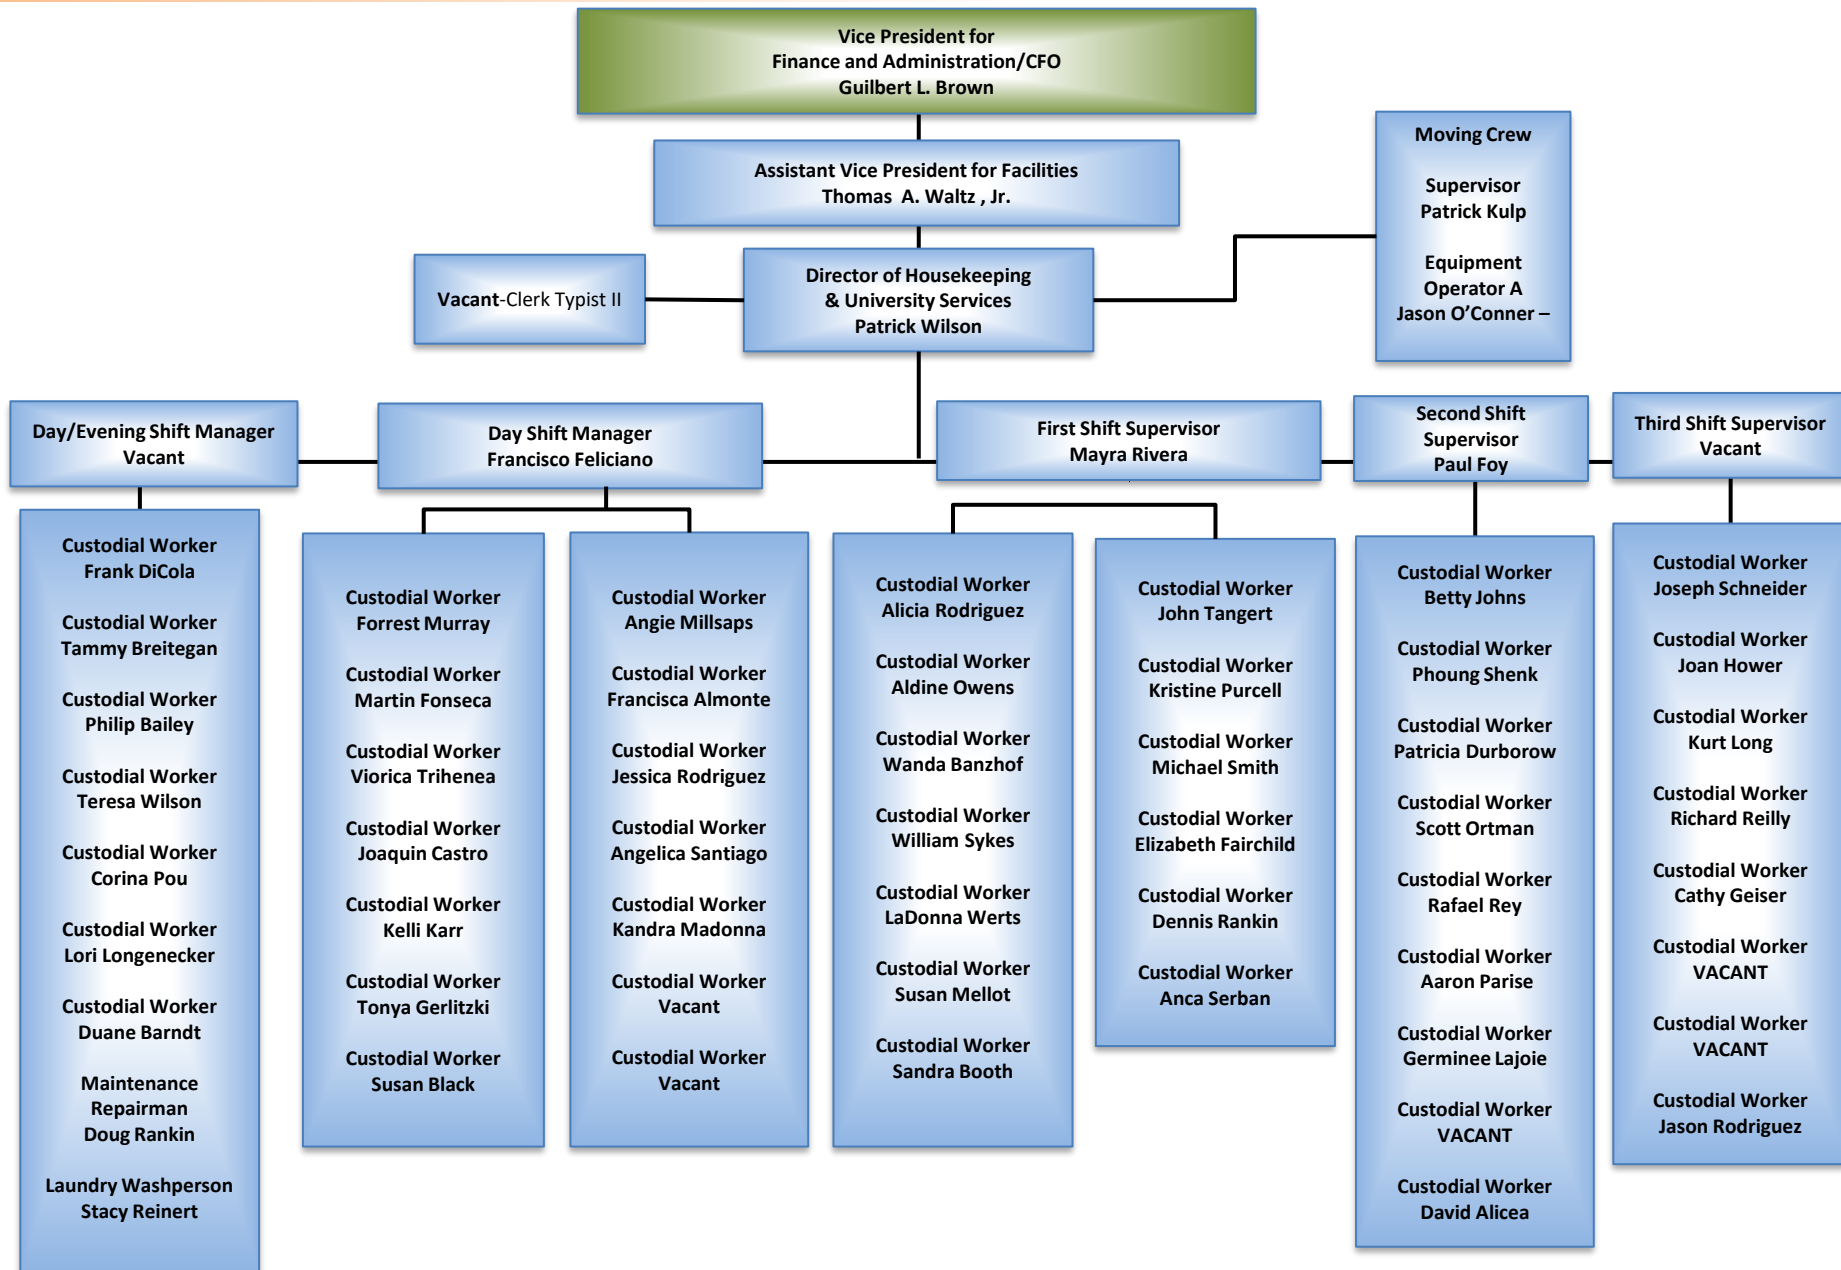 Vice President for
Finance and Administration/CFO
Guilbert L. Brown
Assistant Vice President for Facilities
Thomas  A. Waltz , Jr.
Moving Crew
Supervisor
Patrick Kulp
Equipment
Operator A
Jason O’Conner –
Vacant-Clerk Typist II
Director of Housekeeping
& University Services
Patrick Wilson
Day/Evening Shift Manager
Vacant
Day Shift Manager
Francisco Feliciano
First Shift Supervisor
Mayra Rivera
Second Shift
Supervisor
Paul Foy
Third Shift Supervisor
Vacant
Custodial Worker
Frank DiCola
Custodial Worker
Tammy Breitegan
Custodial Worker
Philip Bailey
Custodial Worker
Teresa Wilson
Custodial Worker
Corina Pou
Custodial Worker
Lori Longenecker
Custodial Worker
Duane Barndt
Maintenance
Repairman
Doug Rankin
Laundry Washperson
Stacy Reinert
Custodial Worker
Forrest Murray
Custodial Worker
Martin Fonseca
Custodial Worker
Viorica Trihenea
Custodial Worker
Joaquin Castro
Custodial Worker
Kelli Karr
Custodial Worker
Tonya Gerlitzki
Custodial Worker
Susan Black
Custodial Worker
Angie Millsaps
Custodial Worker
Francisca Almonte
Custodial Worker
Jessica Rodriguez
Custodial Worker
Angelica Santiago
Custodial Worker
Kandra Madonna
Custodial Worker
Vacant
Custodial Worker
Vacant
Custodial Worker
Alicia Rodriguez
Custodial Worker
Aldine Owens
Custodial Worker
Wanda Banzhof
Custodial Worker
William Sykes
Custodial Worker
LaDonna Werts
Custodial Worker
Susan Mellot
Custodial Worker
Sandra Booth
Custodial Worker
John Tangert
Custodial Worker
Kristine Purcell
Custodial Worker
Michael Smith
Custodial Worker
Elizabeth Fairchild
Custodial Worker
Dennis Rankin
Custodial Worker
Anca Serban
Custodial Worker
Betty Johns
Custodial Worker
Phoung Shenk
Custodial Worker
Patricia Durborow
Custodial Worker
Scott Ortman
Custodial Worker
Rafael Rey
Custodial Worker
Aaron Parise
Custodial Worker
Germinee Lajoie
Custodial Worker
VACANT
Custodial Worker
David Alicea
Custodial Worker
Joseph Schneider
Custodial Worker
Joan Hower
Custodial Worker
Kurt Long
Custodial Worker
Richard Reilly
Custodial Worker
Cathy Geiser
Custodial Worker
VACANT
Custodial Worker
VACANT
Custodial Worker
Jason Rodriguez